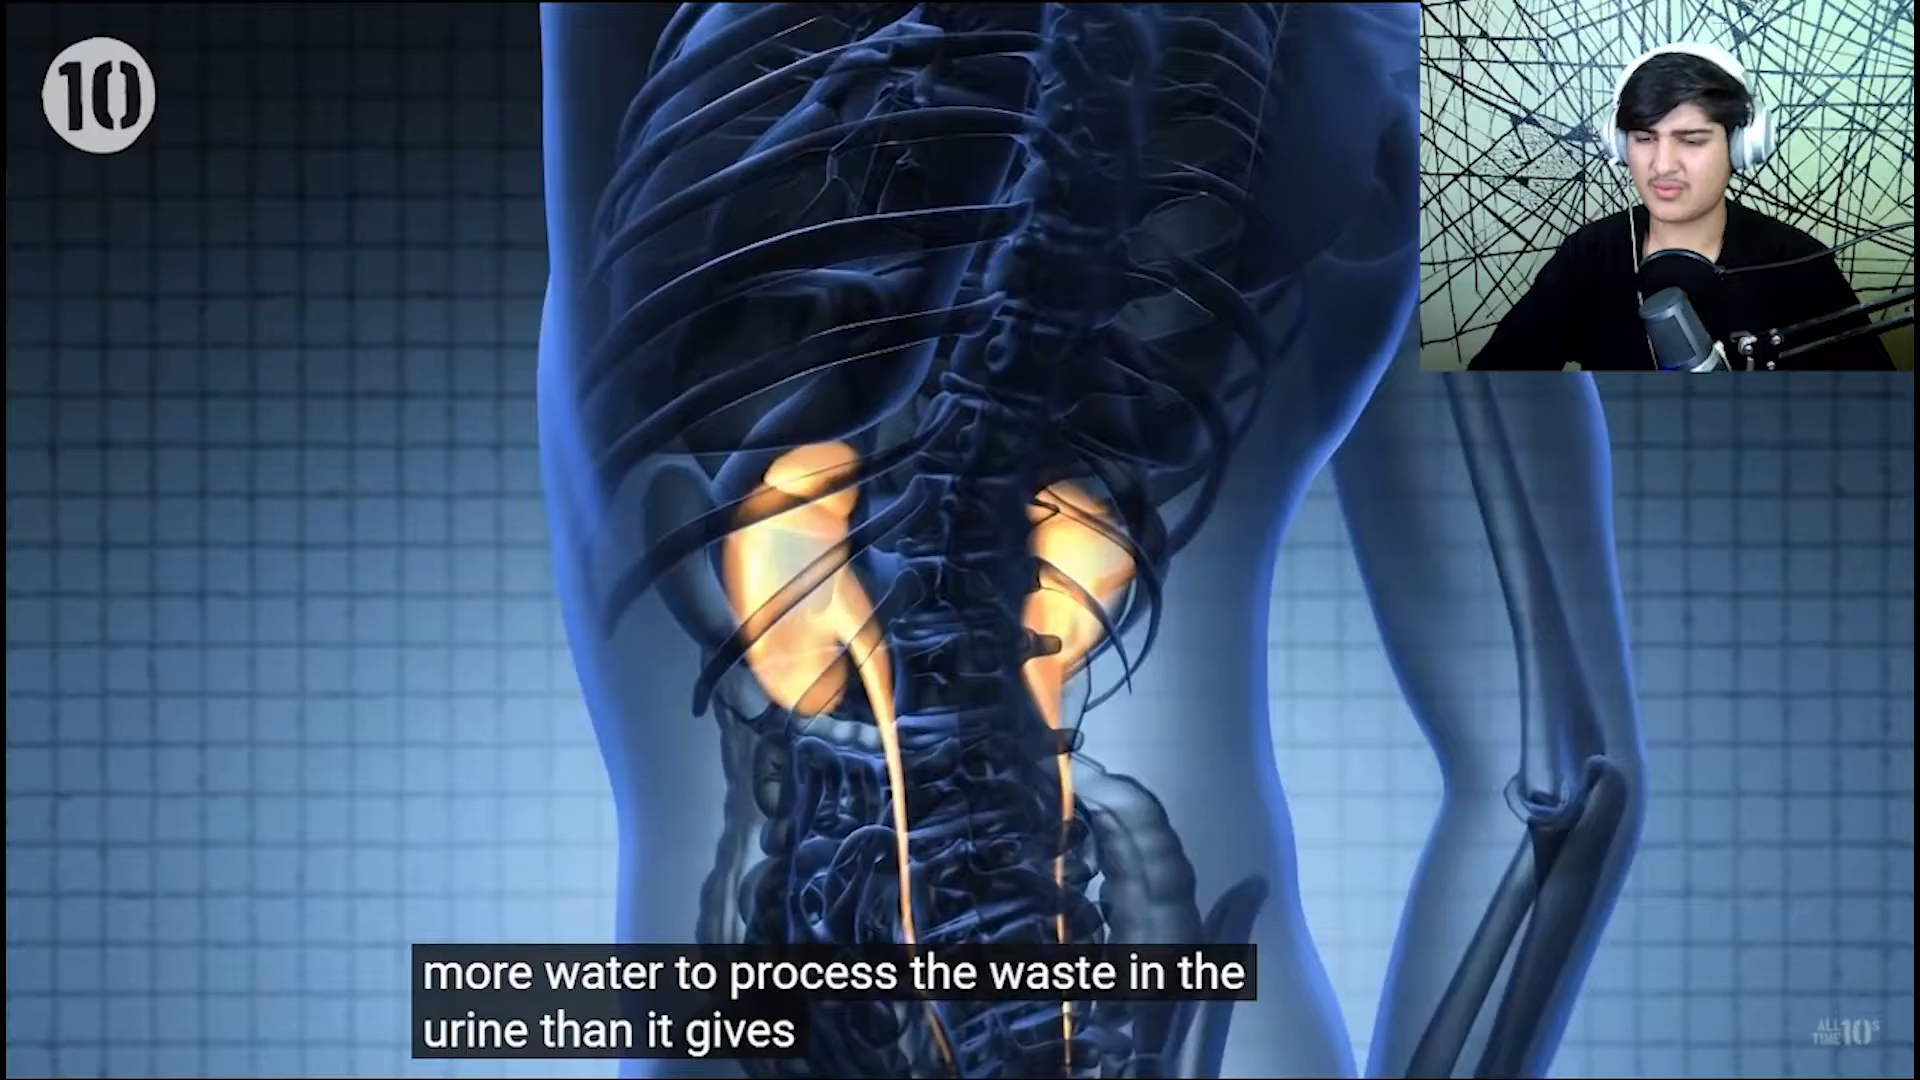 10
more water to process the waste in the
urine than it gives
ALL
TIME 10s